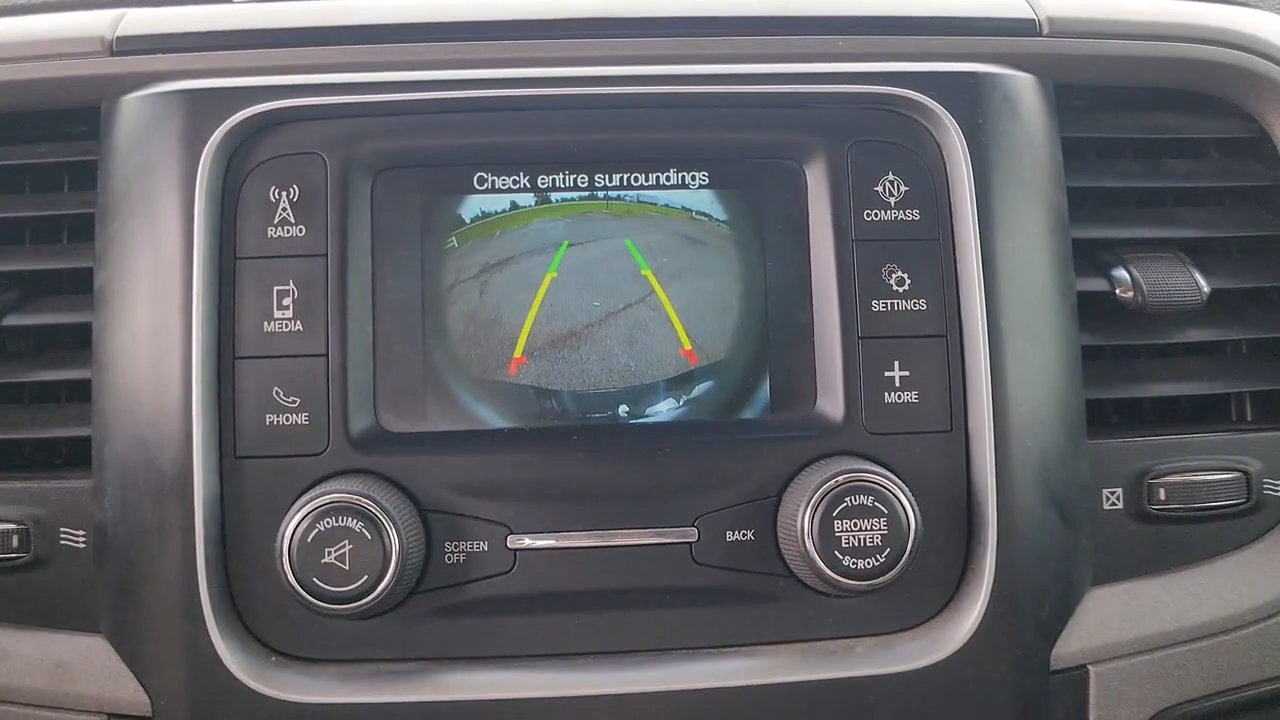 Check entire surroundings
RADIO
MEDIA
PHONE
N
COMPASS
SETTINGS
MORE
VOLUME
SCREEN
OFF
BACK
TUNE
BROWSE
ENTER
SCROLL